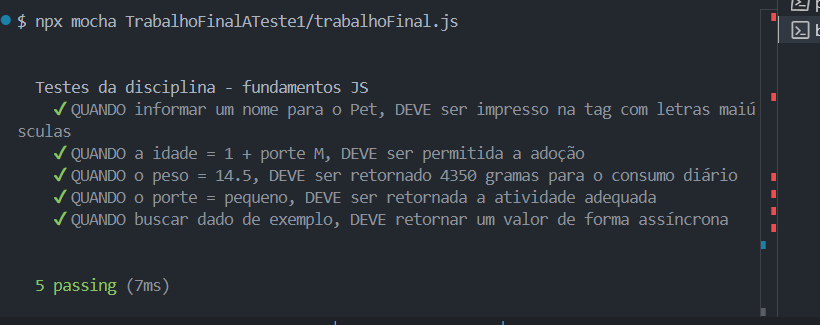 $ npx mocha TrabalhoFinalATeste1/trabalhoFinal.js
Testes da disciplina - fundamentos JS
✓ QUANDO informar um nome para o Pet, DEVE ser impresso na tag com letras maiú
sculas
✓ QUANDO a idade = 1 + porte M, DEVE ser permitida a adoção
✓ QUANDO o peso = 14.5, DEVE ser retornado 4350 gramas para o consumo diário
✓ QUANDO o porte = pequeno, DEVE ser retornada a atividade adequada
✓ QUANDO buscar dado de exemplo, DEVE retornar um valor de forma assíncrona
5 passing (7ms)